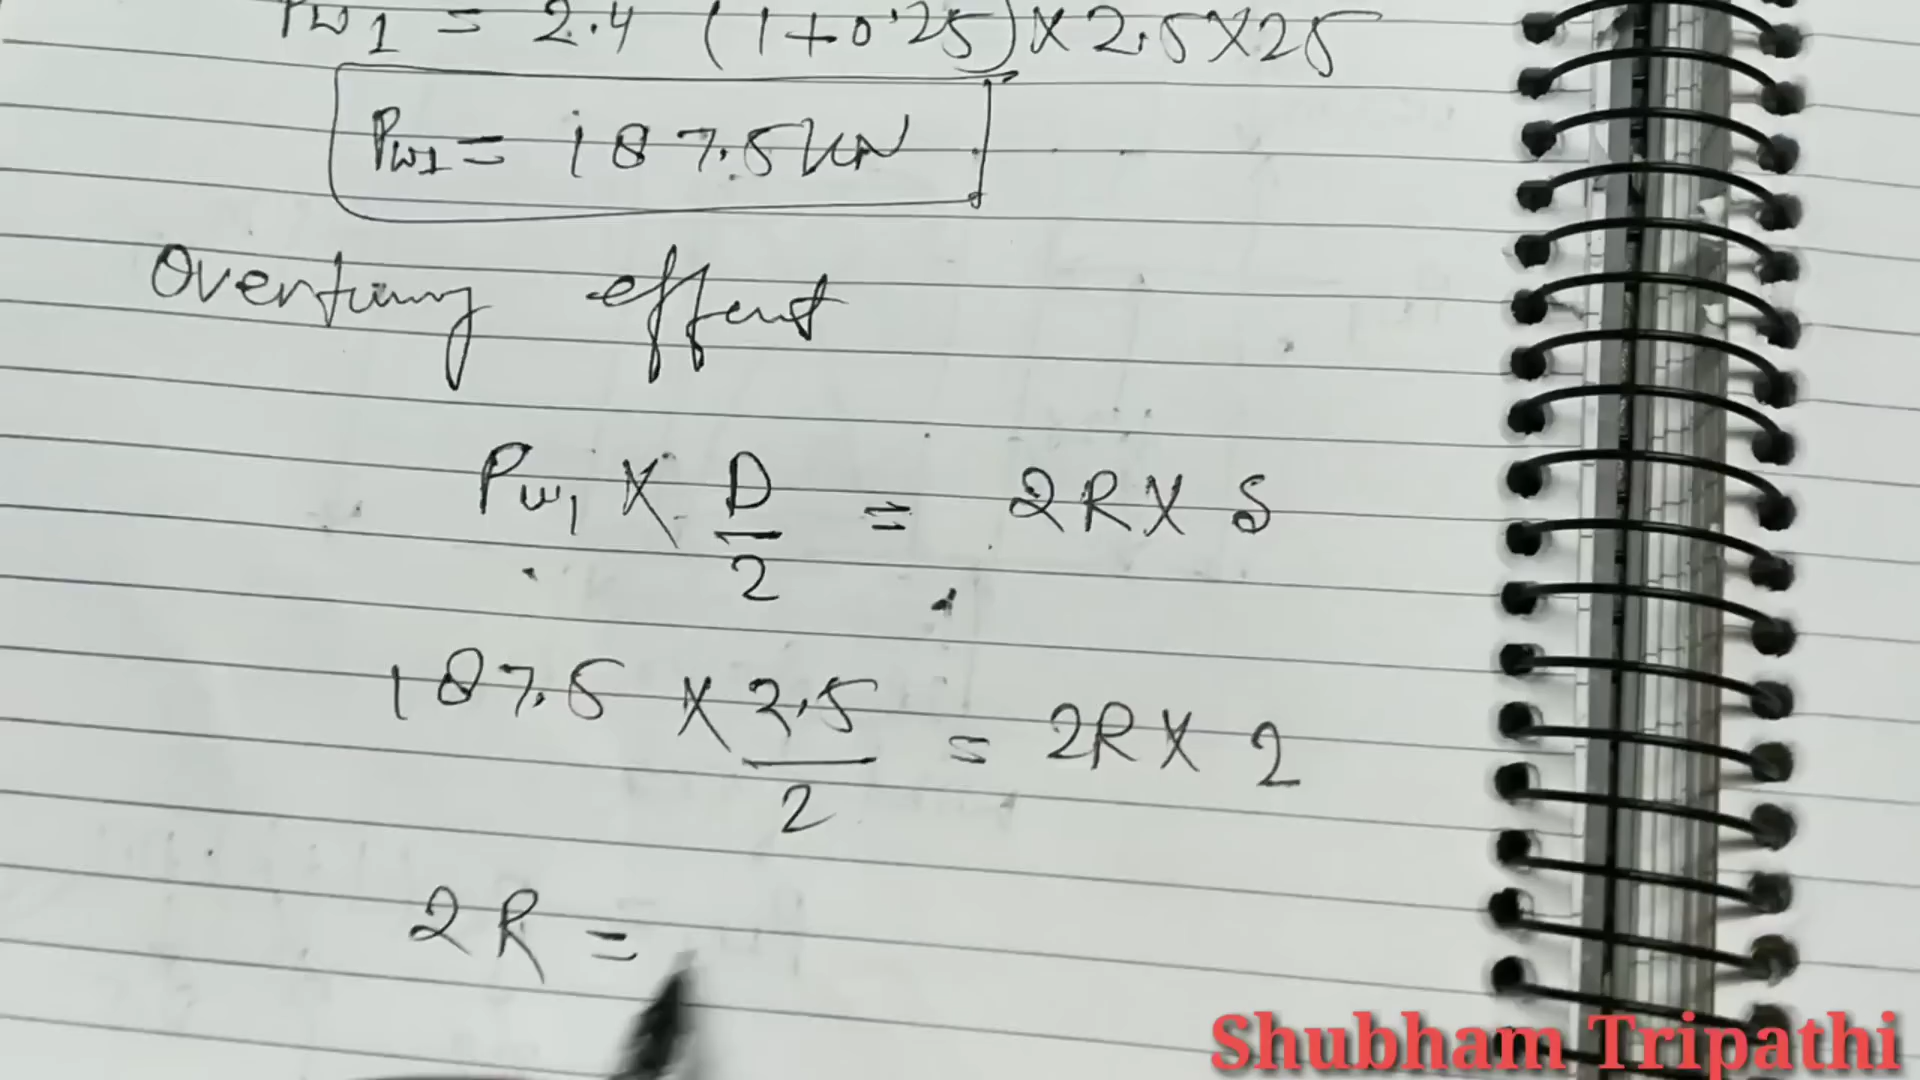 Pw1 = 2.4 (1+0.25)×2.5×25
Pw1 = 187.5 kN
Overturning effect
Pw1 × D/2 = 2R × S
187.5 × 2.5/2 = 2R × 2
2R =
Shubham Tripathi